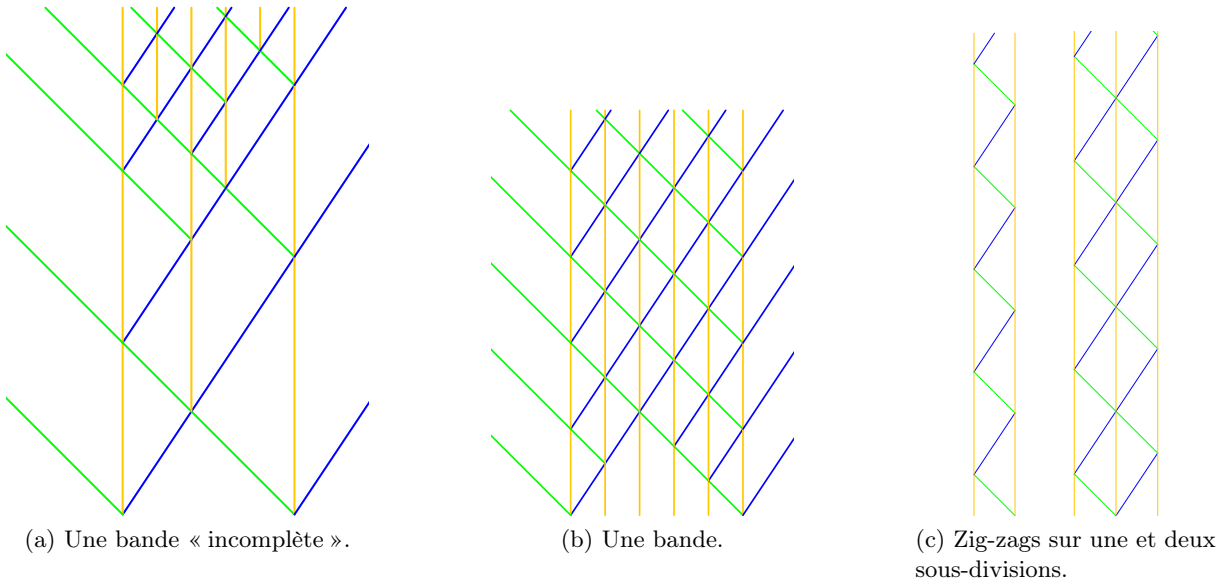 (a) Une bande « incomplète ».
(b) Une bande.
(c) Zig-zags sur une et deux
sous-divisions.